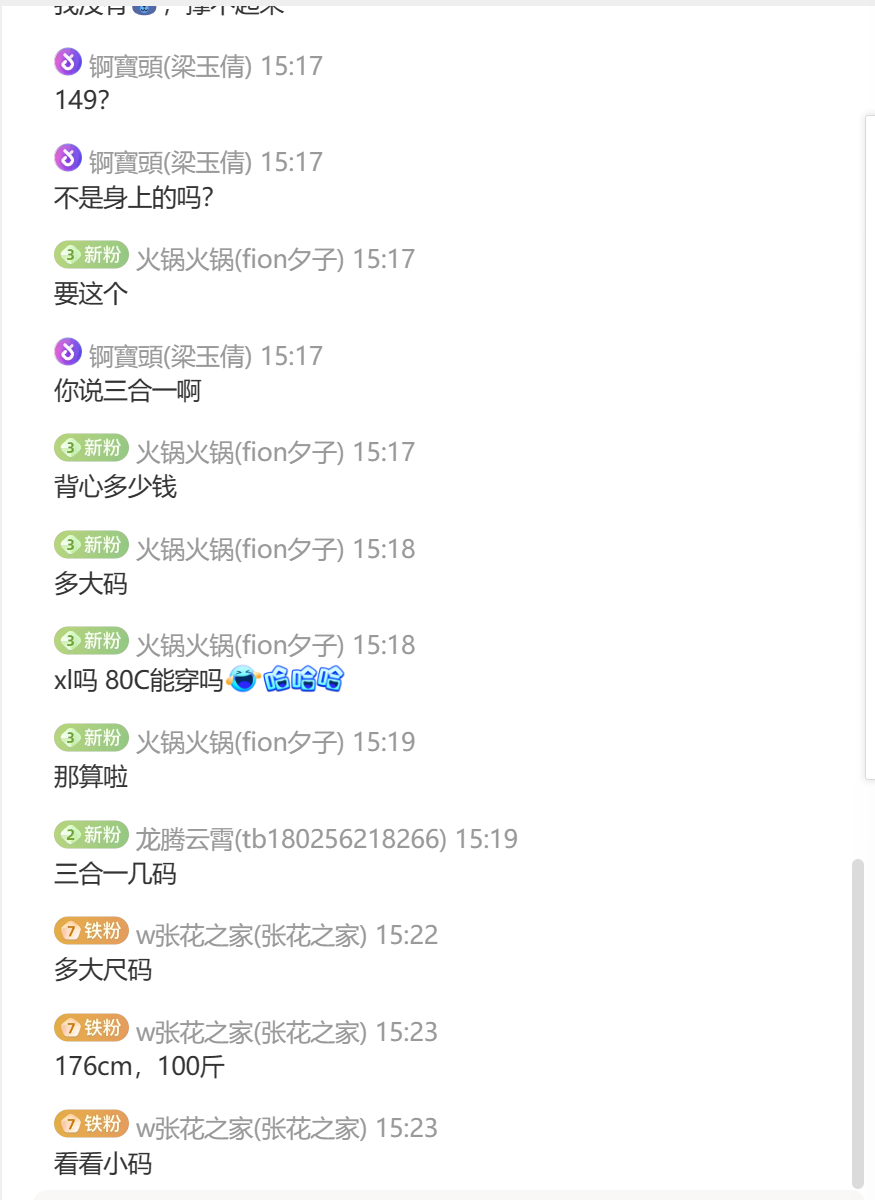 锕寶頭(梁玉倩) 15:17
149?
锕寶頭(梁玉倩) 15:17
不是身上的吗?
3 新粉 火锅火锅(fion夕子) 15:17
要这个
锕寶頭(梁玉倩) 15:17
你说三合一啊
3 新粉 火锅火锅(fion夕子) 15:17
背心多少钱
3 新粉 火锅火锅(fion夕子) 15:18
多大码
3 新粉 火锅火锅(fion夕子) 15:18
xl吗 80C能穿吗 哈哈哈
3 新粉 火锅火锅(fion夕子) 15:19
那算啦
2 新粉 龙腾云霄(tb180256218266) 15:19
三合一几码
7 铁粉 w张花之家(张花之家) 15:22
多大尺码
7 铁粉 w张花之家(张花之家) 15:23
176cm，100斤
7 铁粉 w张花之家(张花之家) 15:23
看看小码